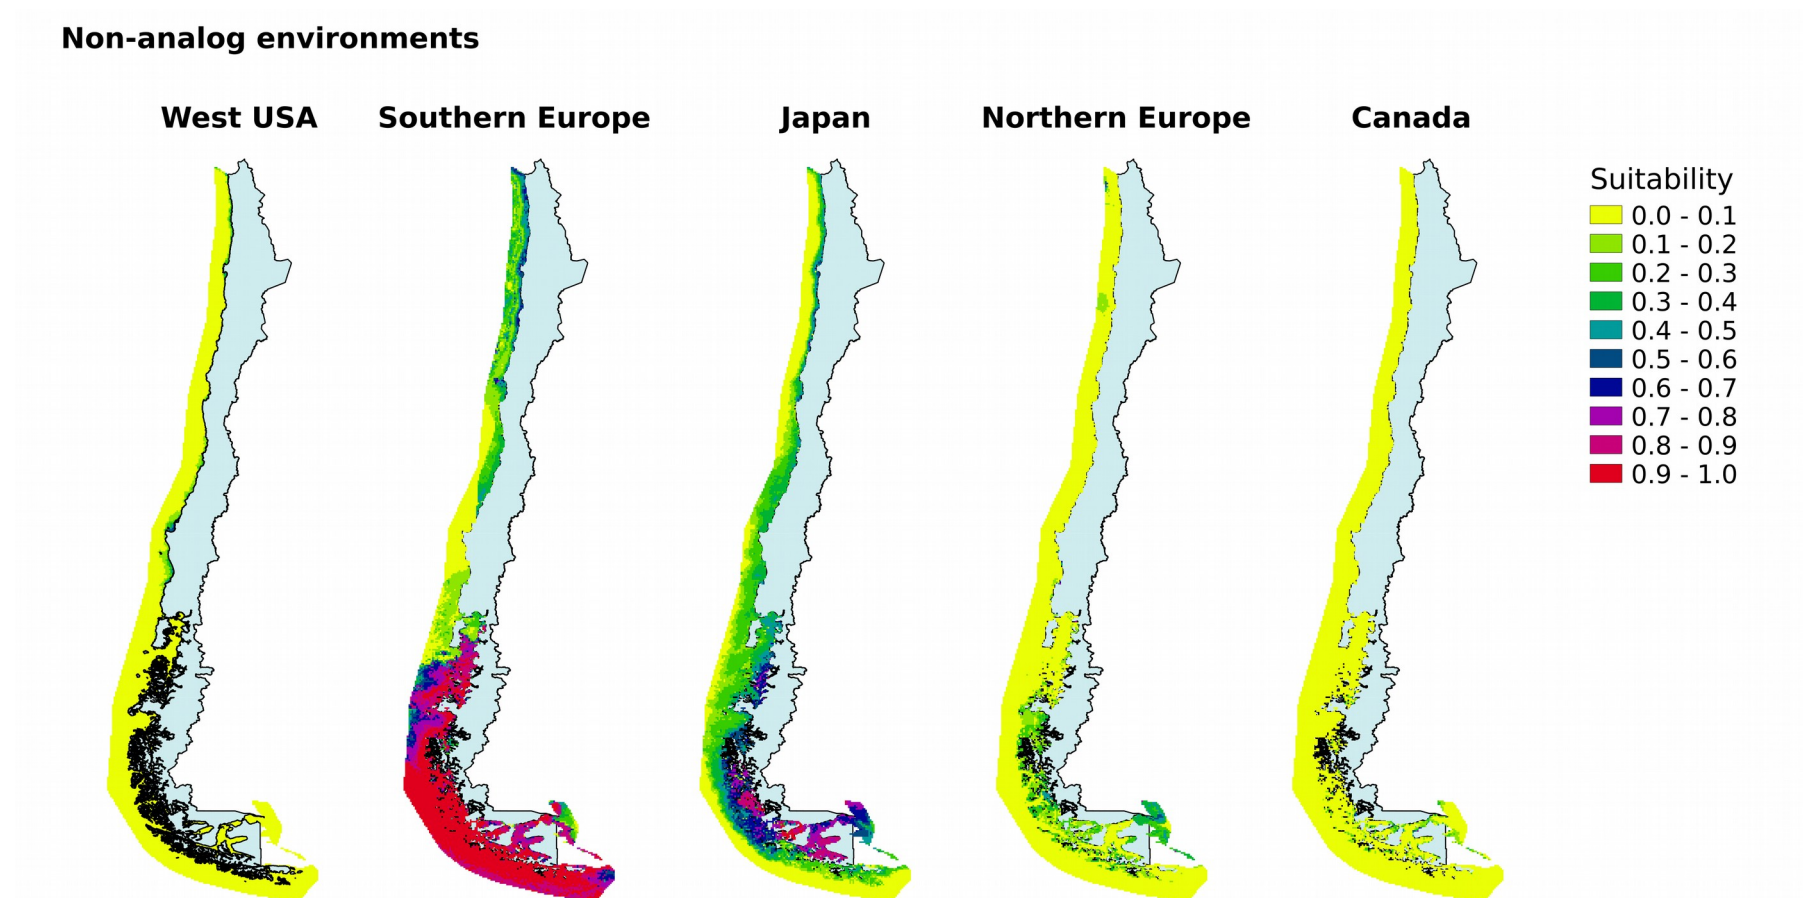 Non-analog environments
West USA
Southern Europe
Japan
Northern Europe
Canada
Suitability
0.0 - 0.1
0.1 - 0.2
0.2 - 0.3
0.3 - 0.4
0.4 - 0.5
0.5 - 0.6
0.6 - 0.7
0.7 - 0.8
0.8 - 0.9
0.9 - 1.0